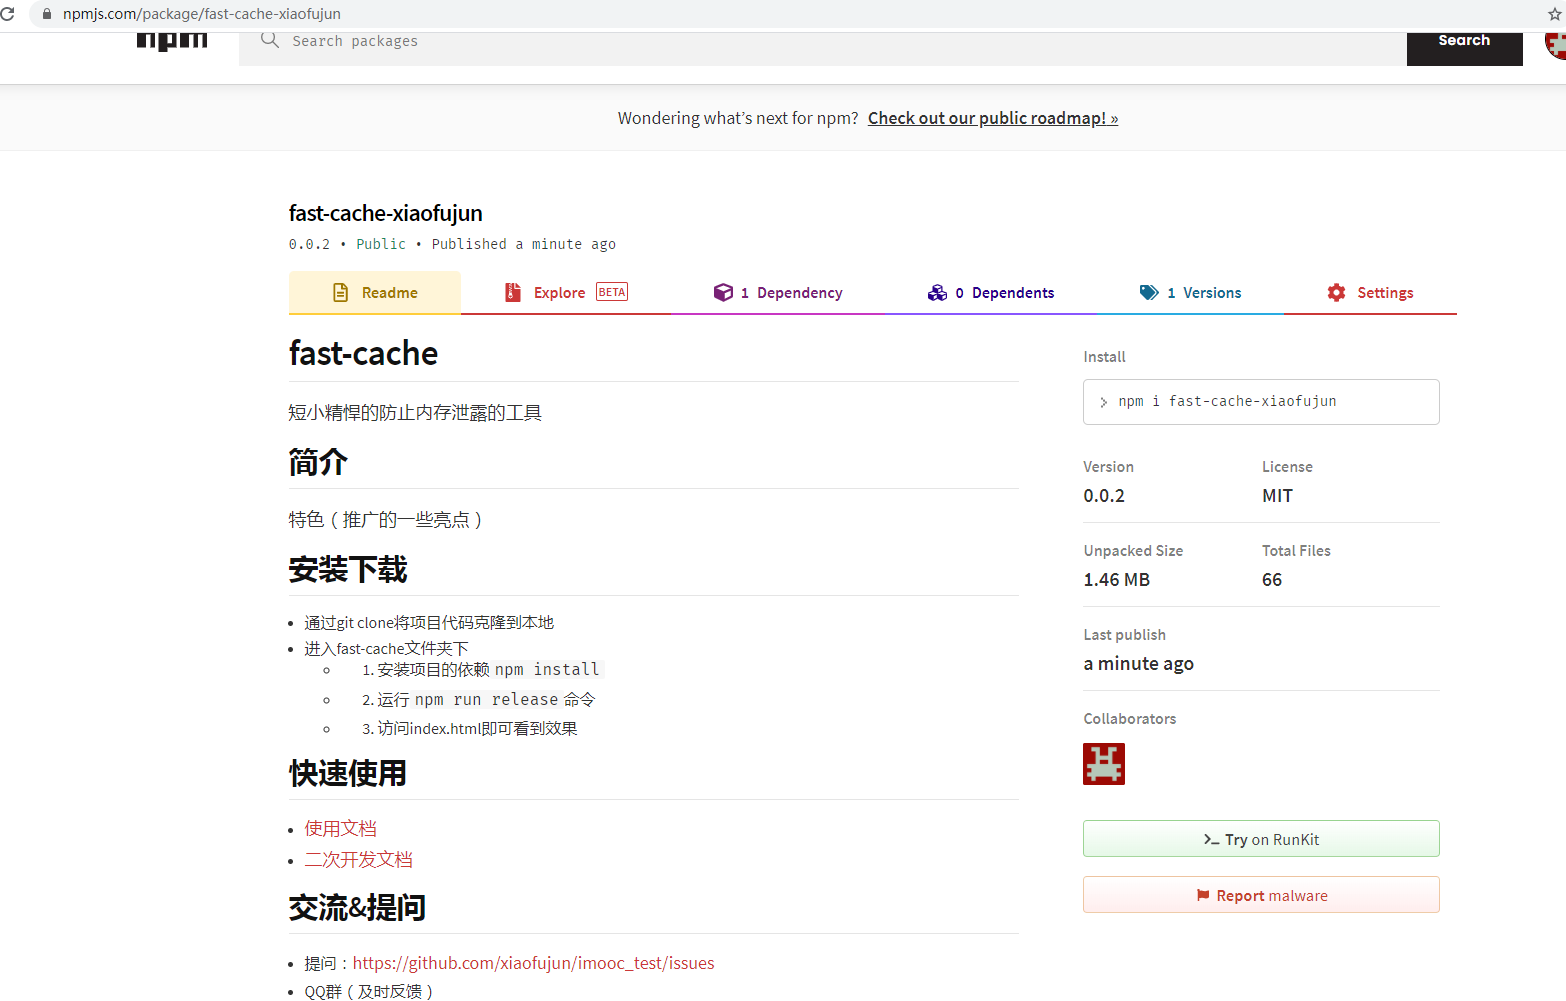 npmjs.com/package/fast-cache-xiaofujun
npm
Search packages
Search
Wondering what's next for npm? Check out our public roadmap! »
fast-cache-xiaofujun
0.0.2 • Public • Published a minute ago
Readme
Explore BETA
1 Dependency
0 Dependents
1 Versions
Settings
fast-cache
短小精悍的防止内存泄露的工具
简介
特色（推广的一些亮点）
安装下载
• 通过git clone将项目代码克隆到本地
• 进入fast-cache文件夹下
1. 安装项目的依赖 npm install
2. 运行 npm run release 命令
3. 访问index.html即可看到效果
快速使用
• 使用文档
• 二次开发文档
交流&提问
• 提问：https://github.com/xiaofujun/imooc_test/issues
• QQ群（及时反馈）
Install
npm i fast-cache-xiaofujun
Version
0.0.2
License
MIT
Unpacked Size
1.46 MB
Total Files
66
Last publish
a minute ago
Collaborators
Try on RunKit
Report malware